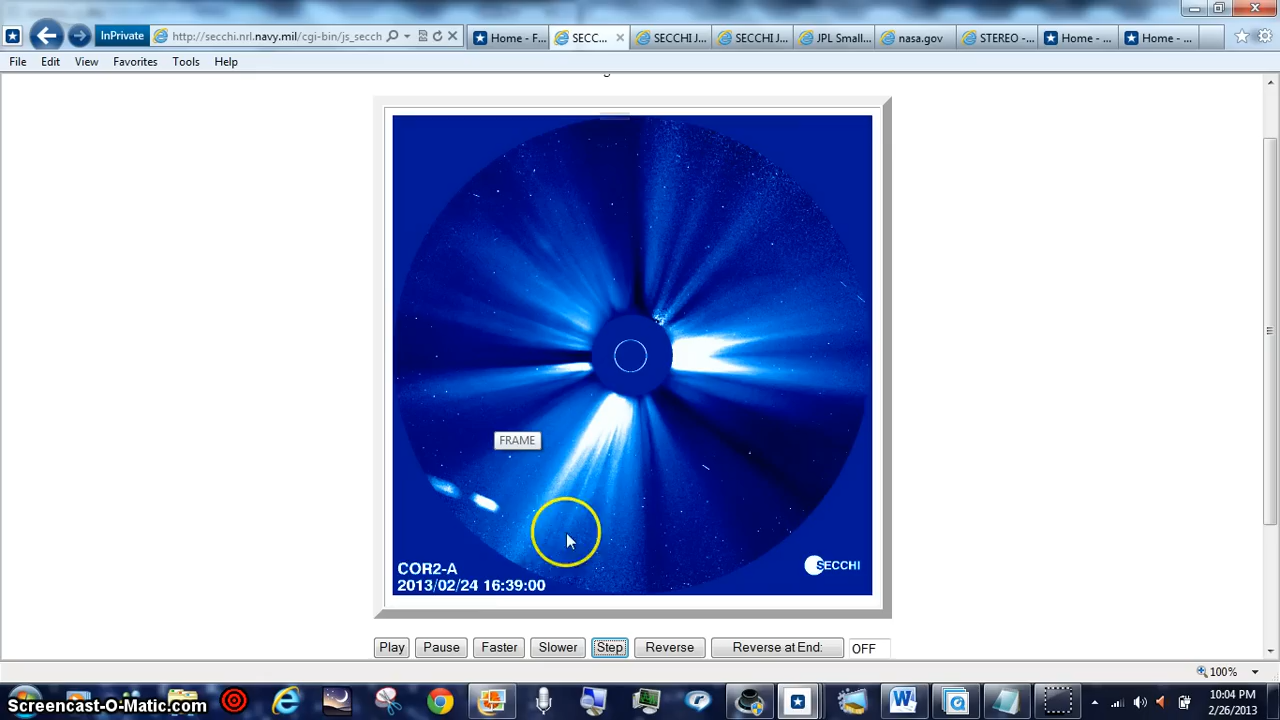 InPrivate
http://secchi.nrl.navy.mil/cgi-bin/js_secch
Home - F...
SECC...
SECCHI J...
SECCHI J...
JPL Small...
nasa.gov
STEREO -...
Home - ...
Home - ...
File Edit View Favorites Tools Help
FRAME
COR2-A
2013/02/24 16:39:00
SECCHI
Play Pause Faster Slower Step Reverse Reverse at End: OFF
100%
10:04 PM
2/26/2013
Screencast-O-Matic.com